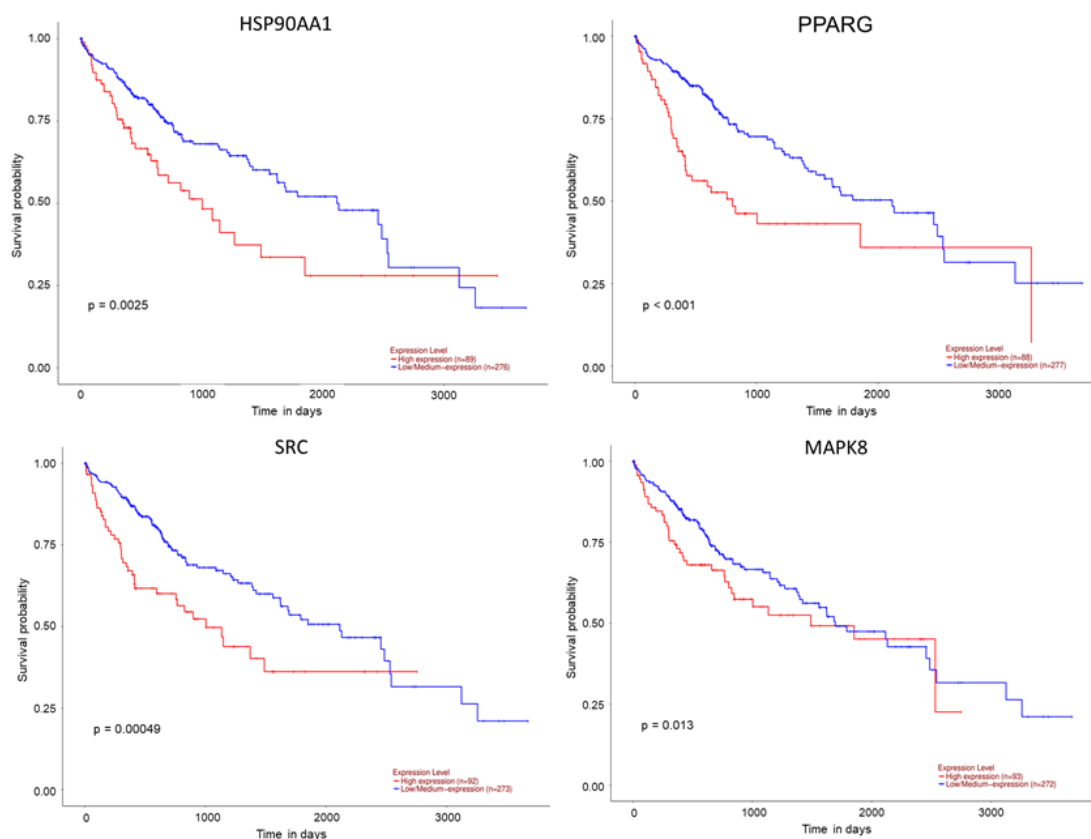 HSP90AA1
1.00
0.75
0.50
0.25
0.00
Survival probability
p = 0.0025
Expression Level
High expression (n=89)
Low/Medium-expression (n=276)
0
1000
2000
3000
Time in days
PPARG
1.00
0.75
0.50
0.25
0.00
Survival probability
p < 0.001
Expression Level
High expression (n=88)
Low/Medium-expression (n=277)
0
1000
2000
3000
Time in days
SRC
1.00
0.75
0.50
0.25
0.00
Survival probability
p = 0.00049
Expression Level
High expression (n=92)
Low/Medium-expression (n=273)
0
1000
2000
3000
Time in days
MAPK8
1.00
0.75
0.50
0.25
0.00
Survival probability
p = 0.013
Expression Level
High expression (n=93)
Low/Medium-expression (n=272)
0
1000
2000
3000
Time in days